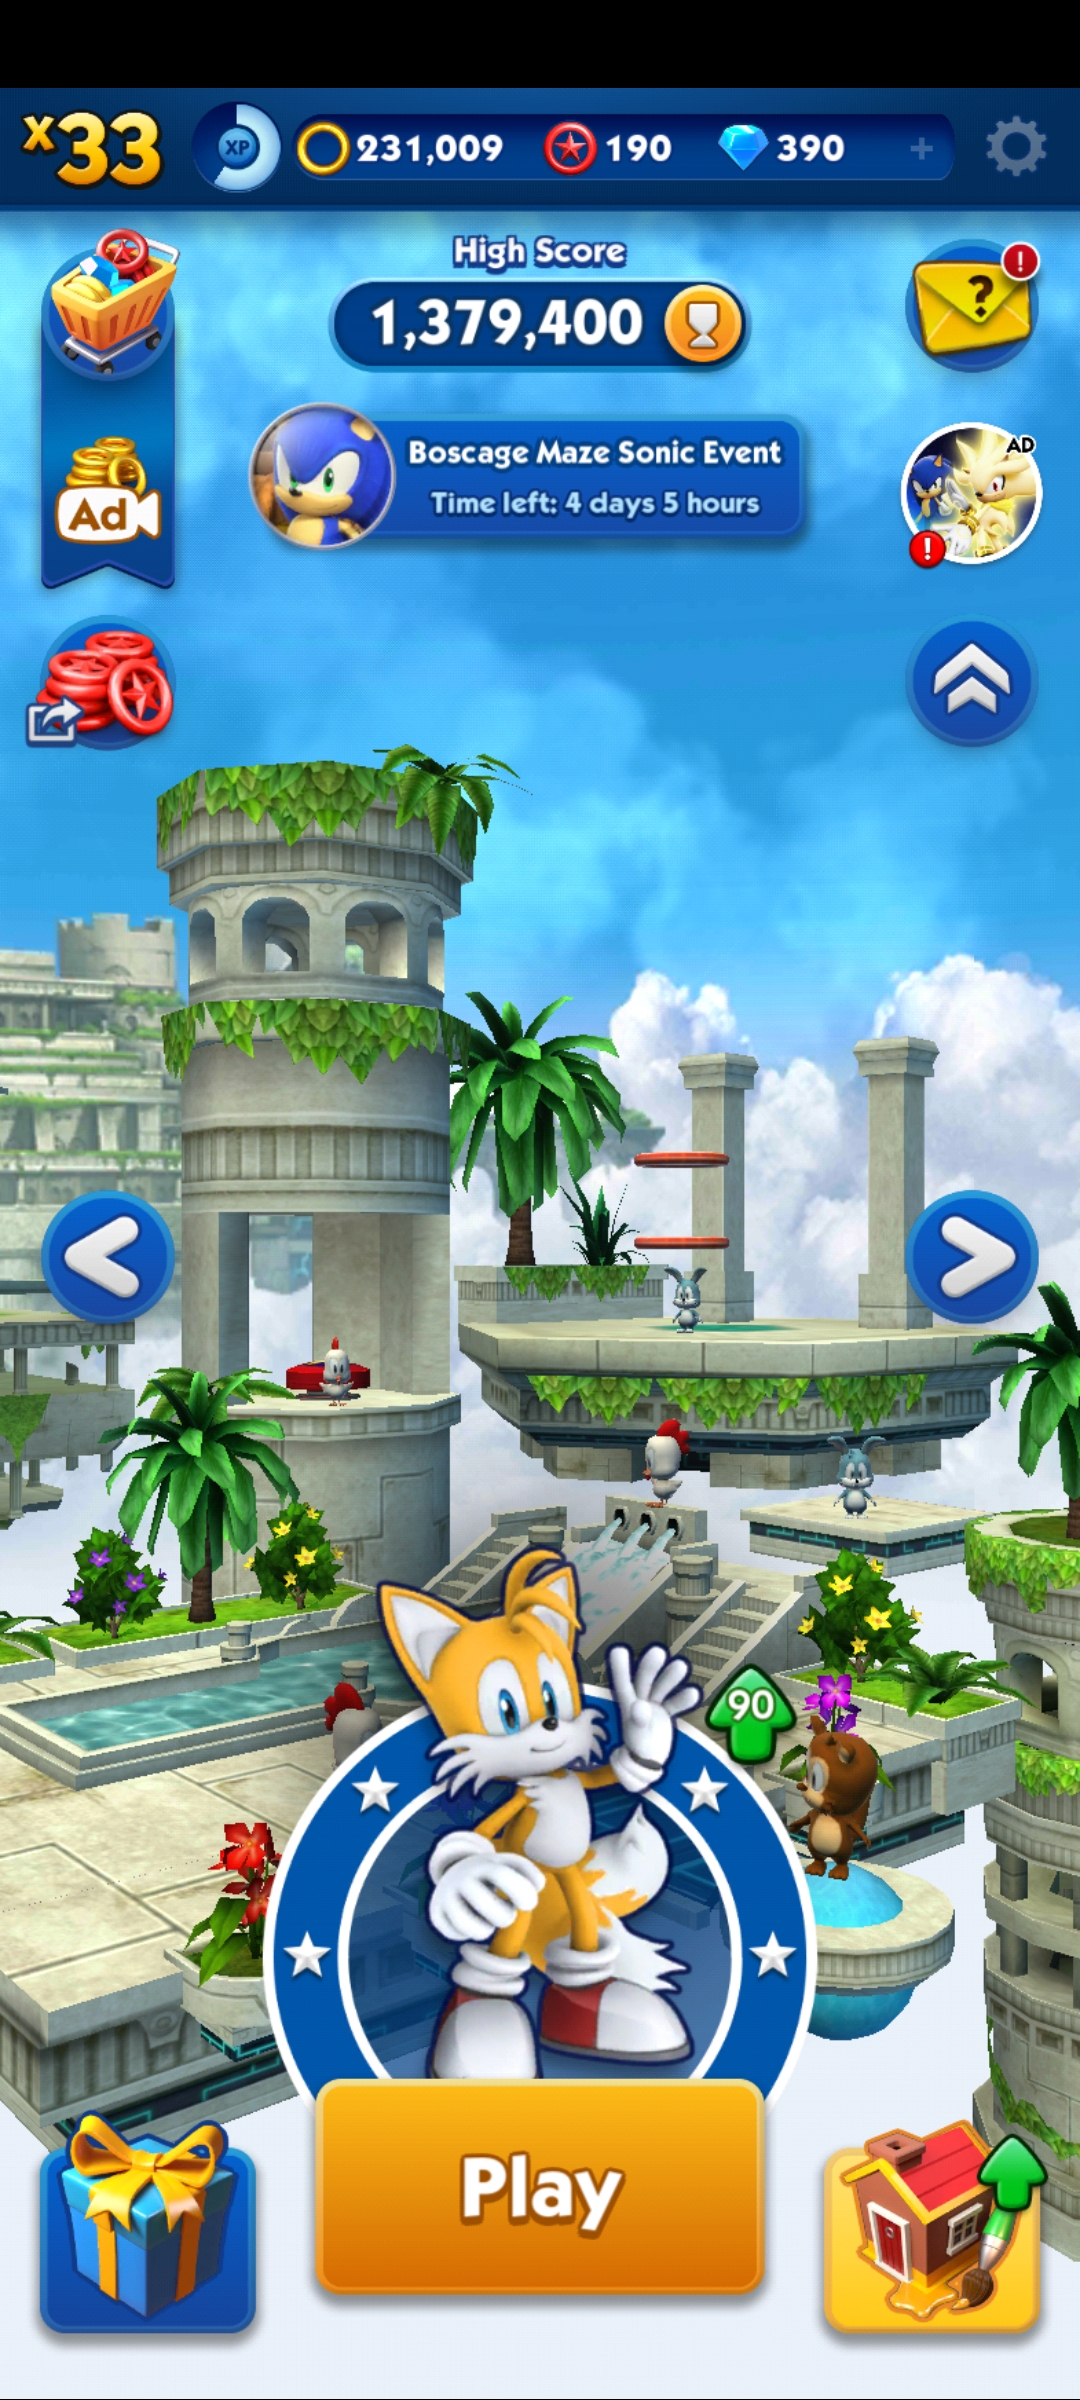 x33
XP
231,009
190
390
+
High Score
1,379,400
?
!
Boscage Maze Sonic Event
Time left: 4 days 5 hours
AD
!
Ad
90
Play